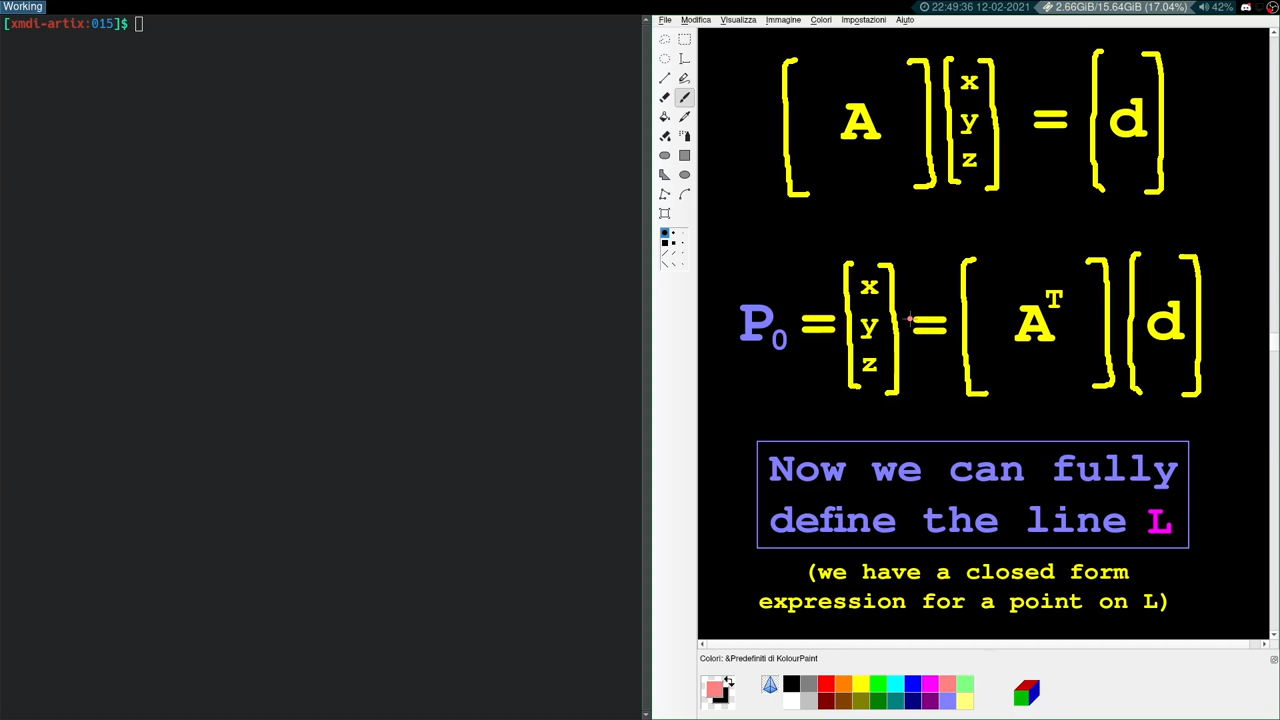 Working
22:49:36 12-02-2021
2.66GiB/15.64GiB (17.04%)
42%
[xmdi-artix:015]$
File Modifica Visualizza Immagine Colori Impostazioni Aiuto
A x y z = d
P0 = x y z = A^T d
Now we can fully
define the line L
(we have a closed form
expression for a point on L)
Colori: &Predefiniti di KolourPaint